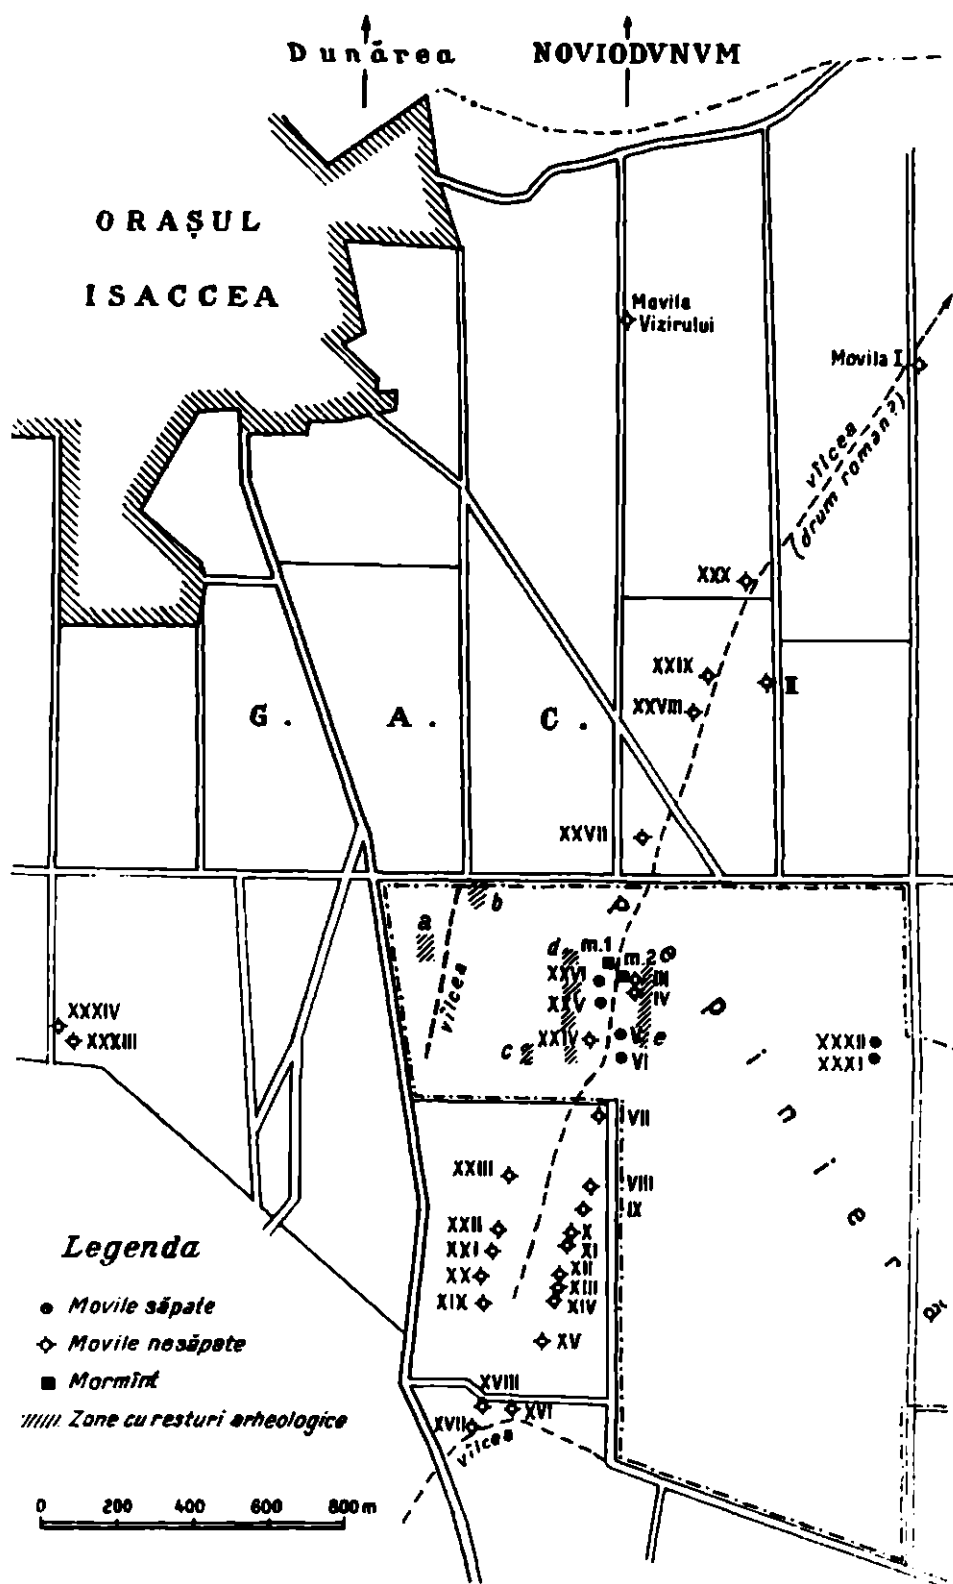 Dunărea
NOVIODVNVM
ORAȘUL
ISACCEA
Movila
Vizirului
Movila I
vîlcea
(drum roman?)
XXX
XXIX
II
XXVIII
G. A. C.
XXVII
a
b
vîlcea
d
m.1
m.2
XXVI
III
IV
XXV
XXIV
V
e
c
VI
Pepiniera
XXXIV
XXXIII
XXXII
XXXI
VII
XXIII
VIII
IX
XXII
X
XXI
XI
XX
XII
XIII
XIX
XIV
XV
XVIII
XVI
XVII
vîlcea
Legenda
Movile săpate
Movile nesăpate
Mormînt
Zone cu resturi arheologice
0 200 400 600 800 m